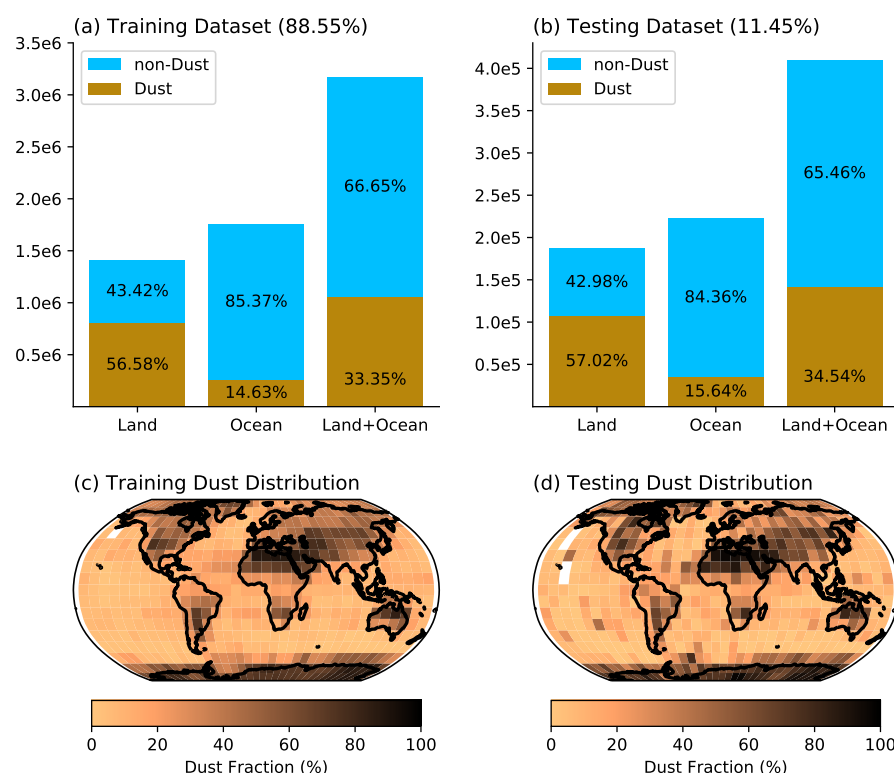 (a) Training Dataset (88.55%)
3.5e6
3.0e6
2.5e6
2.0e6
1.5e6
1.0e6
0.5e6
non-Dust
Dust
43.42%
56.58%
85.37%
14.63%
66.65%
33.35%
Land
Ocean
Land+Ocean
(b) Testing Dataset (11.45%)
4.0e5
3.5e5
3.0e5
2.5e5
2.0e5
1.5e5
1.0e5
0.5e5
non-Dust
Dust
42.98%
57.02%
84.36%
15.64%
65.46%
34.54%
Land
Ocean
Land+Ocean
(c) Training Dust Distribution
0 20 40 60 80 100
Dust Fraction (%)
(d) Testing Dust Distribution
0 20 40 60 80 100
Dust Fraction (%)